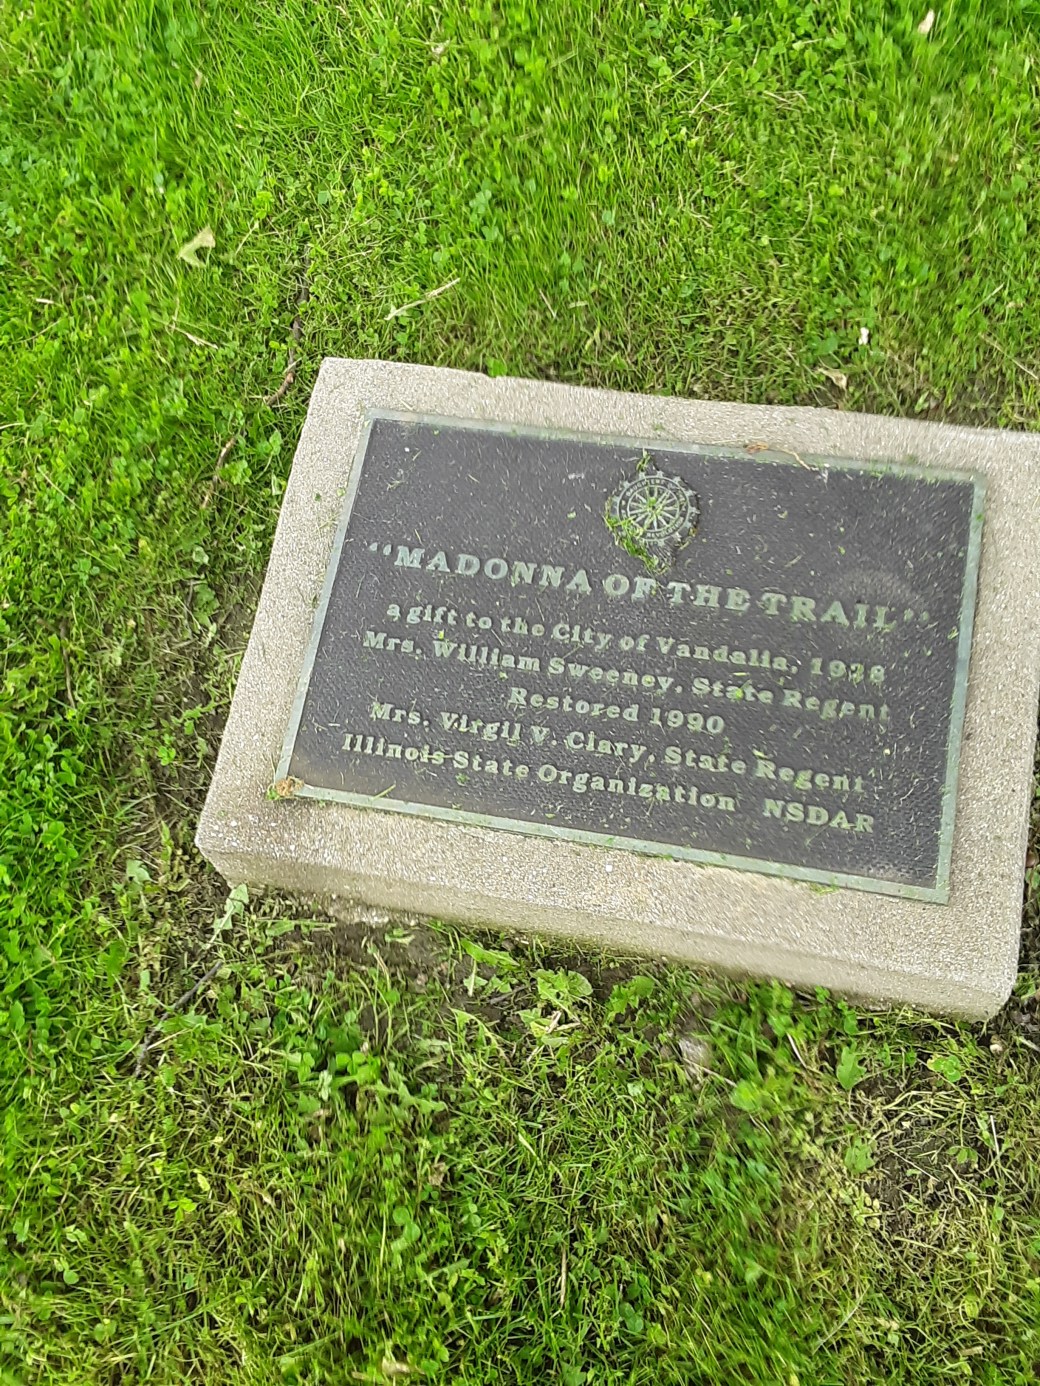 "MADONNA OF THE TRAIL"
a gift to the City of Vandalia, 1928
Mrs. William Sweeney, State Regent
Restored 1990
Mrs. Virgil V. Clary, State Regent
Illinois State Organization NSDAR